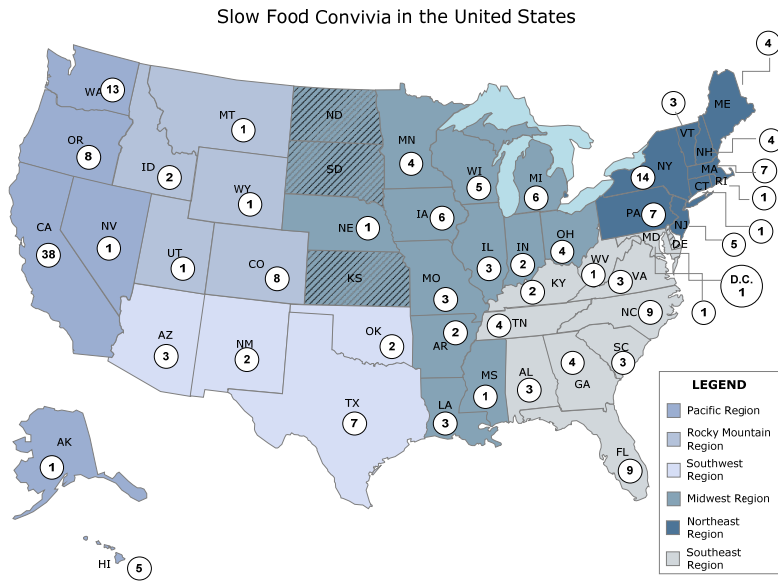 Slow Food Convivia in the United States
4
WA 13
ME
3
MT
1
ND
VT
OR
8
MN
4
NH
4
ID
2
SD
WI
5
MI
6
NY
14
MA
7
RI
CT
1
WY
1
IA 6
PA 7
NJ
NE 1
CA
38
NV
1
OH
4
MD
DE
5
1
UT
1
CO
8
IL
3
IN
2
WV
1
VA
3
D.C.
1
KS
MO
3
KY
2
1
AZ
3
NM
2
OK
2
AR
2
TN
4
NC 9
SC
3
MS
1
AL
3
4
GA
TX
7
LA
3
FL
9
AK
1
HI 5
LEGEND
Pacific Region
Rocky Mountain
Region
Southwest
Region
Midwest Region
Northeast
Region
Southeast
Region